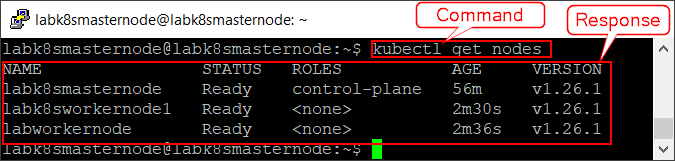 labk8smasternode@labk8smasternode: ~
Command
Response
labk8smasternode@labk8smasternode:~$ kubectl get nodes
NAME STATUS ROLES AGE VERSION
labk8smasternode Ready control-plane 56m v1.26.1
labk8sworkernode1 Ready <none> 2m30s v1.26.1
labworkernode Ready <none> 2m36s v1.26.1
labk8smasternode@labk8smasternode:~$